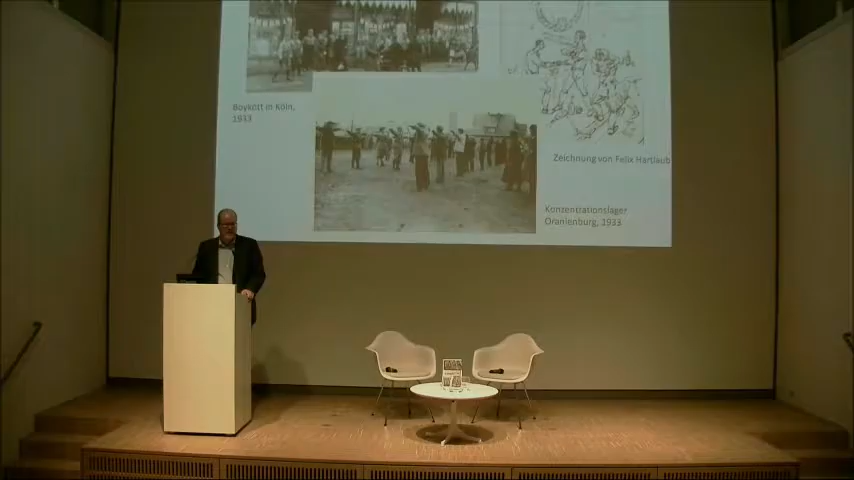 Boykott in Köln,
1933
Zeichnung von Felix Hartlaub
Konzentrationslager
Oranienburg, 1933